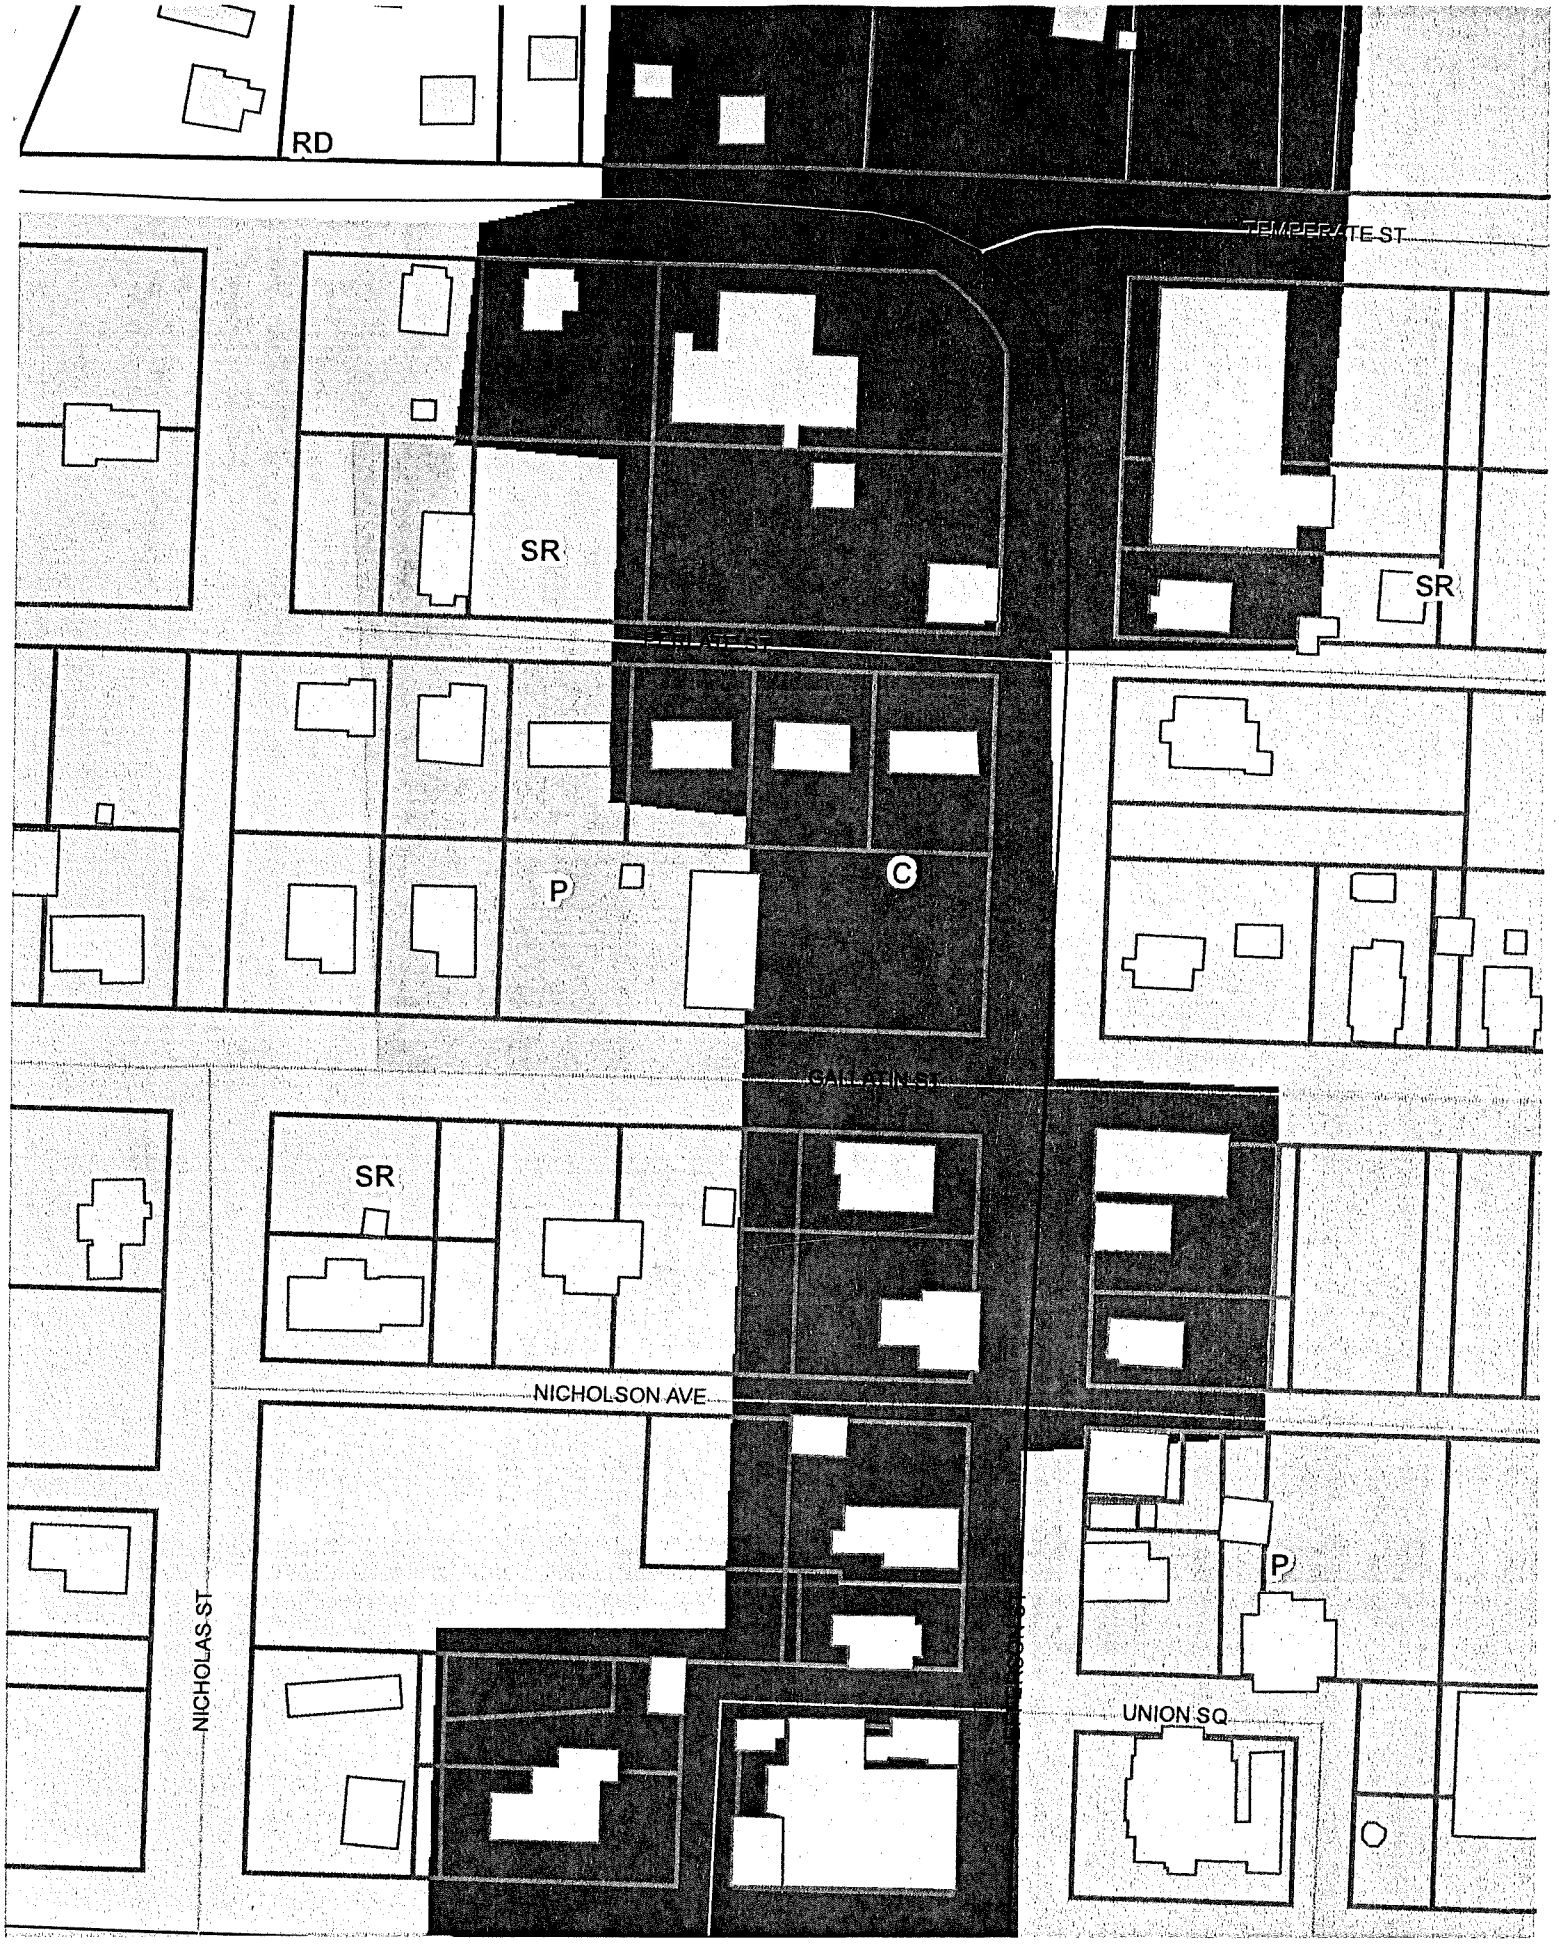 RD
TEMPERATE ST
SR
SR
P
C
GALLATIN ST
SR
NICHOLSON AVE
P
NICHOLAS ST
UNION SQ